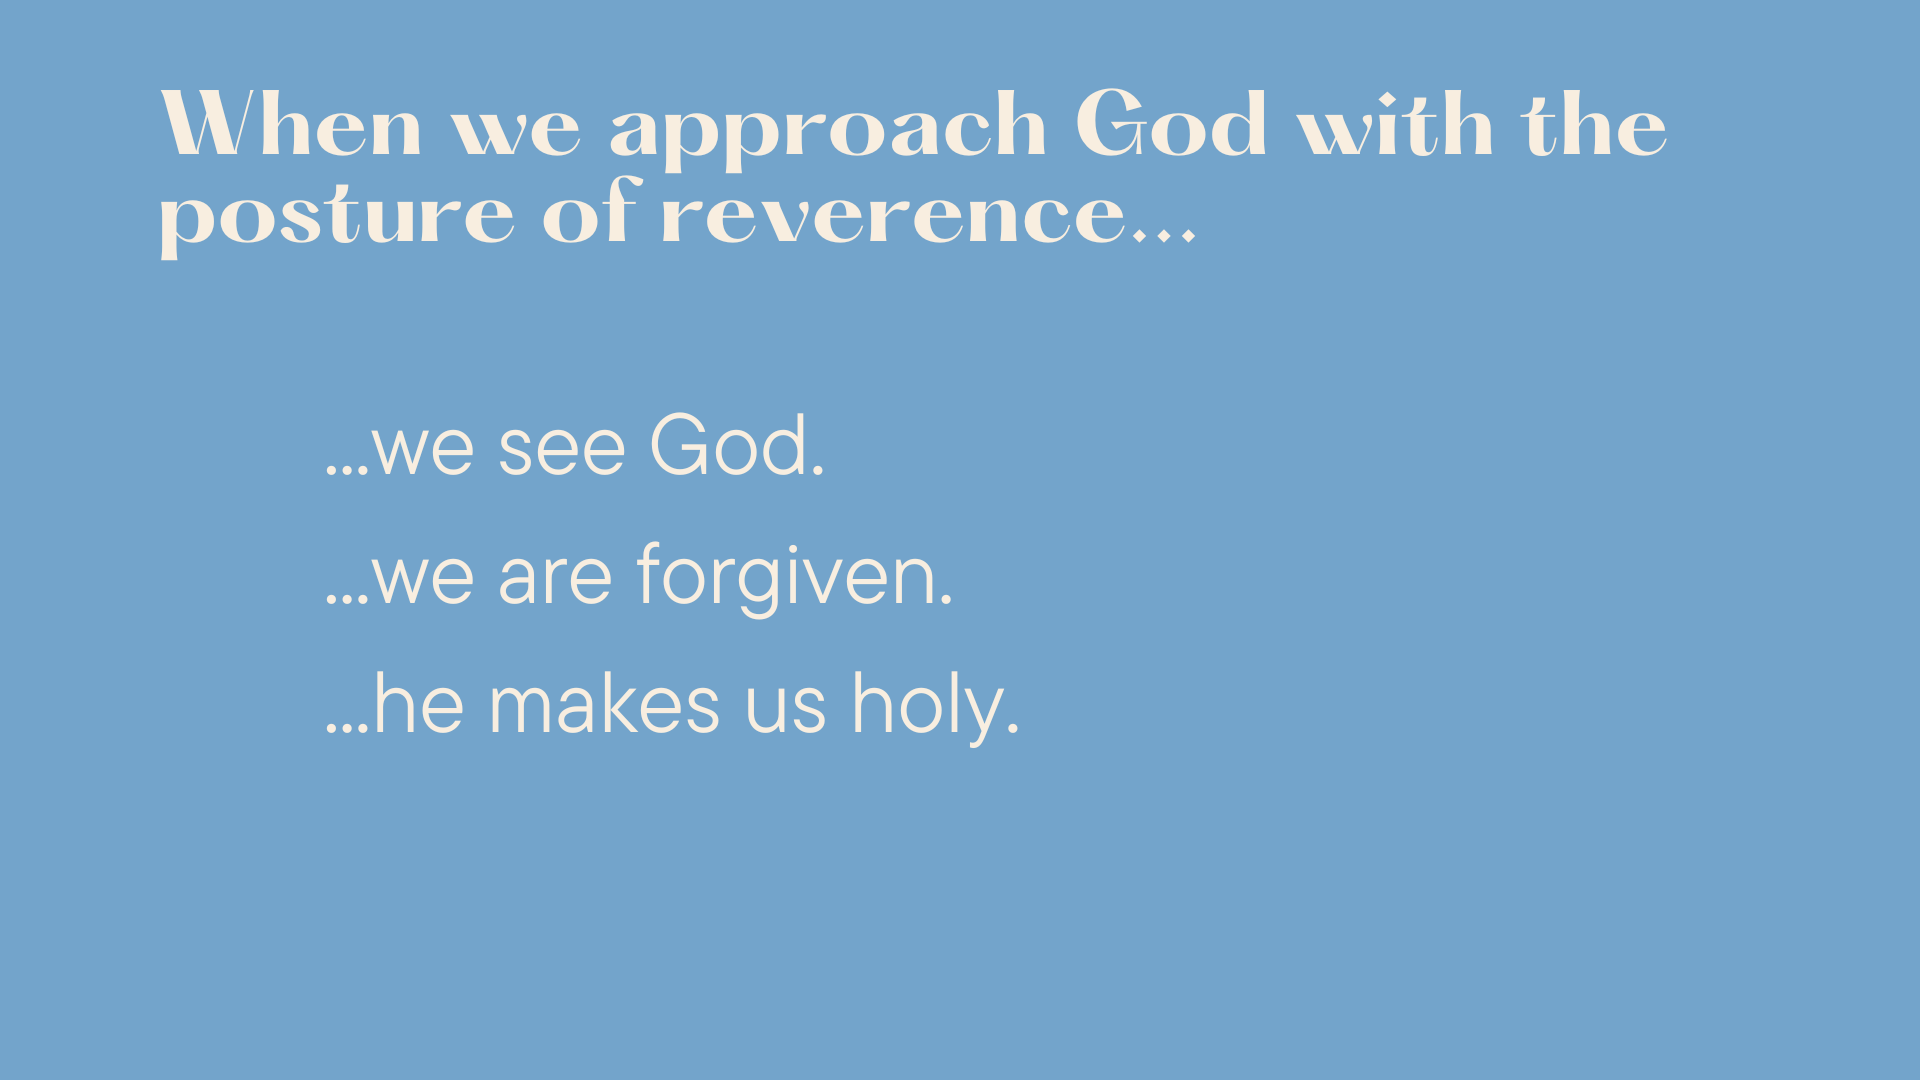 When we approach God with the
posture of reverence...
...we see God.
...we are forgiven.
...he makes us holy.